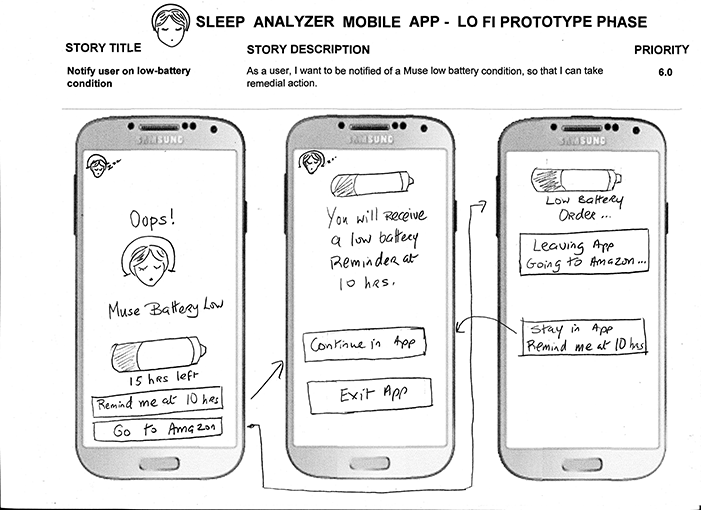 SLEEP ANALYZER MOBILE APP - LO FI PROTOTYPE PHASE
STORY TITLE
STORY DESCRIPTION
PRIORITY
Notify user on low-battery
condition
As a user, I want to be notified of a Muse low battery condition, so that I can take
remedial action.
6.0
SAMSUNG
Oops!
Muse Battery Low
15 hrs left
Remind me at 10 hrs
Go to Amazon
SAMSUNG
You will receive
a low battery
Reminder at
10 hrs.
Continue in App
Exit App
SAMSUNG
Low Battery
Order...
Leaving App
Going to Amazon...
Stay in App
Remind me at 10 hrs